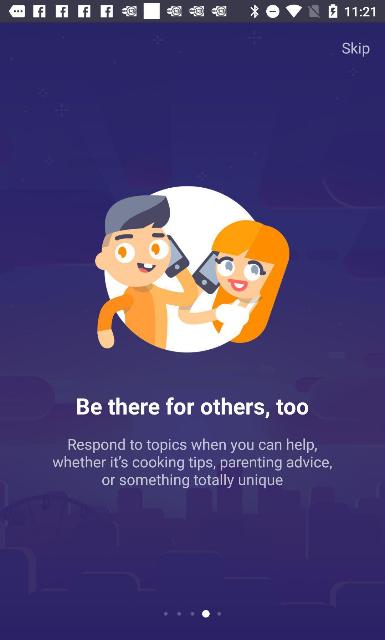 11:21
Skip
Be there for others, too
Respond to topics when you can help,
whether it's cooking tips, parenting advice,
or something totally unique